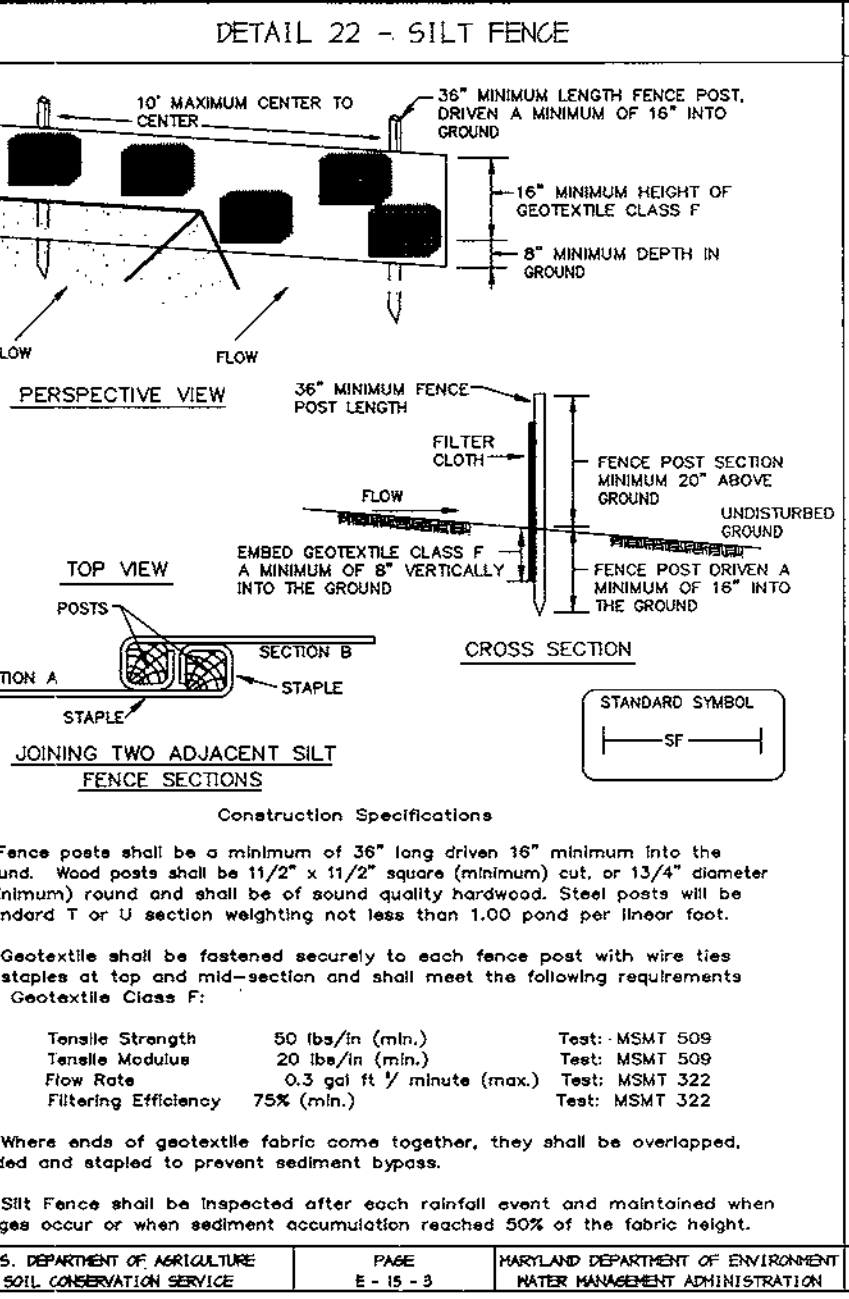 DETAIL 22 - SILT FENCE
10' MAXIMUM CENTER TO
CENTER
36" MINIMUM LENGTH FENCE POST,
DRIVEN A MINIMUM OF 16" INTO
GROUND
16" MINIMUM HEIGHT OF
GEOTEXTILE CLASS F
8" MINIMUM DEPTH IN
GROUND
LOW
FLOW
PERSPECTIVE VIEW
36" MINIMUM FENCE
POST LENGTH
FILTER
CLOTH
FENCE POST SECTION
MINIMUM 20" ABOVE
GROUND
FLOW
UNDISTURBED
GROUND
EMBED GEOTEXTILE CLASS F
A MINIMUM OF 8" VERTICALLY
INTO THE GROUND
FENCE POST DRIVEN A
MINIMUM OF 16" INTO
THE GROUND
CROSS SECTION
TOP VIEW
POSTS
SECTION B
TION A
STAPLE
STAPLE
JOINING TWO ADJACENT SILT
FENCE SECTIONS
STANDARD SYMBOL
SF
Construction Specifications
Fence posts shall be a minimum of 36" long driven 16" minimum into the
und. Wood posts shall be 11/2" x 11/2" square (minimum) cut, or 13/4" diameter
nimum) round and shall be of sound quality hardwood. Steel posts will be
ndard T or U section weighting not less than 1.00 pond per linear foot.
Geotextile shall be fastened securely to each fence post with wire ties
staples at top and mid-section and shall meet the following requirements
Geotextile Class F:
Tensile Strength 50 lbs/in (min.) Test: MSMT 509
Tensile Modulus 20 lbs/in (min.) Test: MSMT 509
Flow Rate 0.3 gal ft / minute (max.) Test: MSMT 322
Filtering Efficiency 75% (min.) Test: MSMT 322
Where ends of geotextile fabric come together, they shall be overlapped,
ded and stapled to prevent sediment bypass.
Silt Fence shall be inspected after each rainfall event and maintained when
ges occur or when sediment accumulation reached 50% of the fabric height.
S. DEPARTMENT OF AGRICULTURE
SOIL CONSERVATION SERVICE
PAGE
E - 15 - 3
MARYLAND DEPARTMENT OF ENVIRONMENT
WATER MANAGEMENT ADMINISTRATION